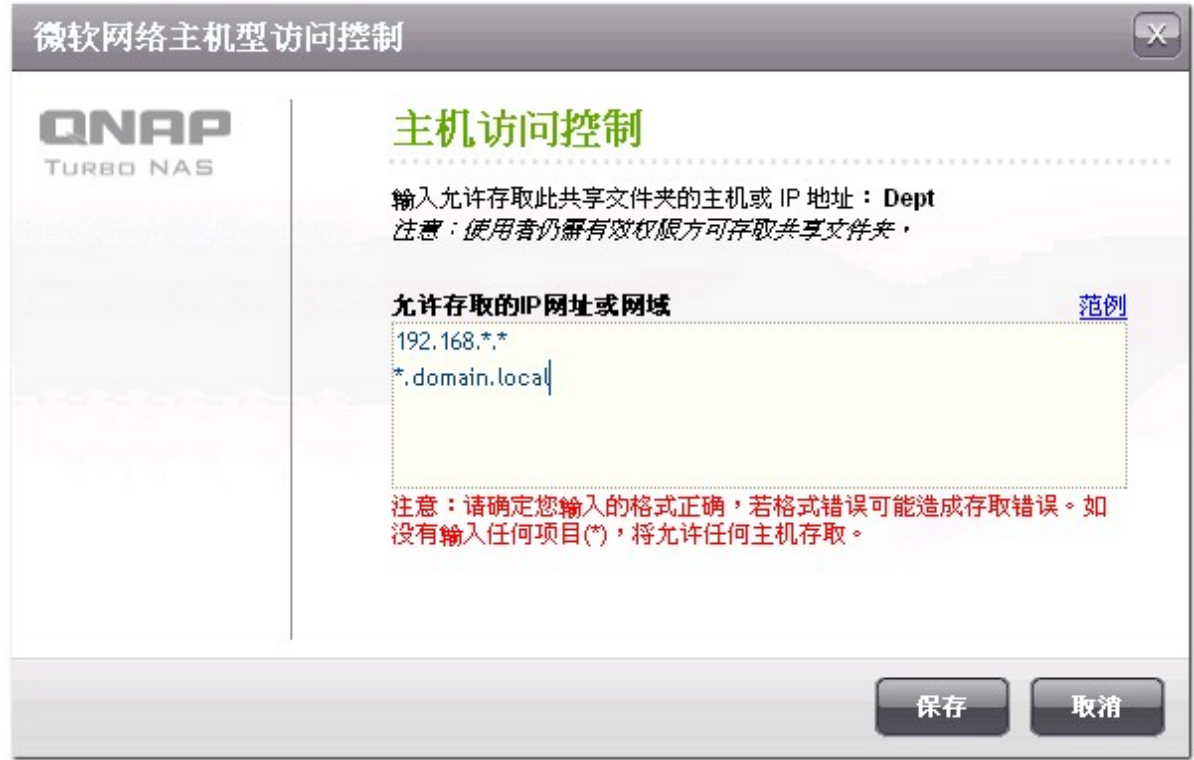 微软网络主机型访问控制
X
QNAP
TURBO NAS
主机访问控制
输入允许存取此共享文件夹的主机或 IP 地址：Dept
注意：使用者仍需有效权限方可存取共享文件夹，
允许存取的IP网址或网域
范例
192.168.*.*
*.domain.local
注意：请确定您输入的格式正确，若格式错误可能造成存取错误。如
没有输入任何项目(*)，将允许任何主机存取。
保存
取消